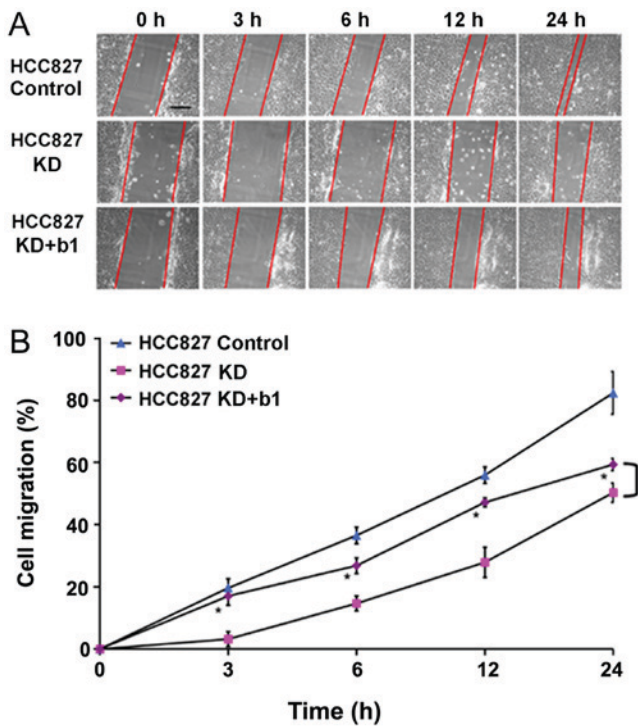 A
0 h 3 h 6 h 12 h 24 h
HCC827
Control
HCC827
KD
HCC827
KD+b1
B
HCC827 Control
HCC827 KD
HCC827 KD+b1
Cell migration (%)
100
80
60
40
20
0
* * * *
0 3 6 12 24
Time (h)